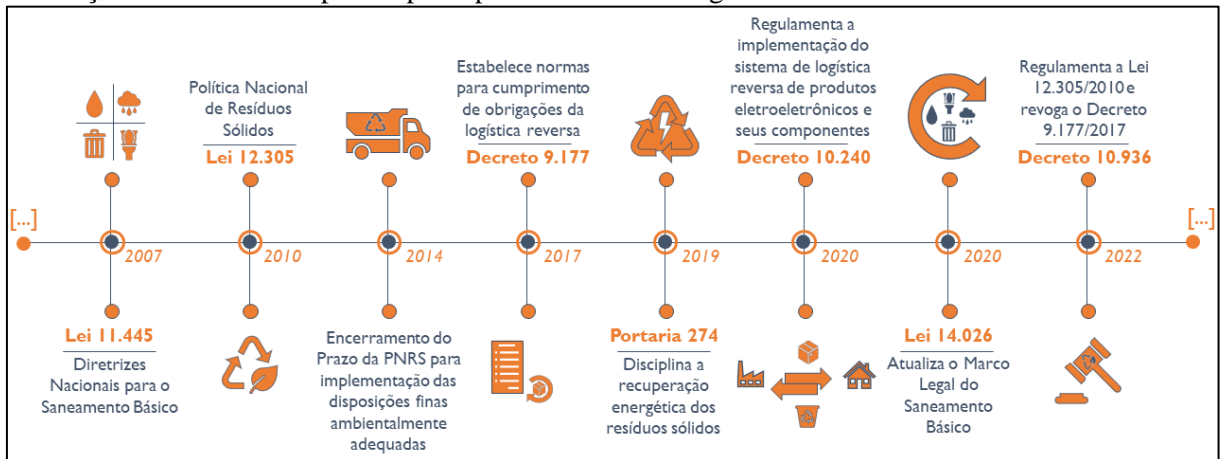 Política Nacional
de Resíduos
Sólidos
Lei 12.305
Estabelece normas
para cumprimento
de obrigações da
logística reversa
Decreto 9.177
Regulamenta a
implementação do
sistema de logística
reversa de produtos
eletroeletrônicos e
seus componentes
Decreto 10.240
Regulamenta a Lei
12.305/2010 e
revoga o Decreto
9.177/2017
Decreto 10.936
[...]
2007
2010
2014
2017
2019
2020
2020
2022
[...]
Lei 11.445
Diretrizes
Nacionais para o
Saneamento Básico
Encerramento do
Prazo da PNRS para
implementação das
disposições finas
ambientalmente
adequadas
Portaria 274
Disciplina a
recuperação
energética dos
resíduos sólidos
Lei 14.026
Atualiza o Marco
Legal do
Saneamento
Básico